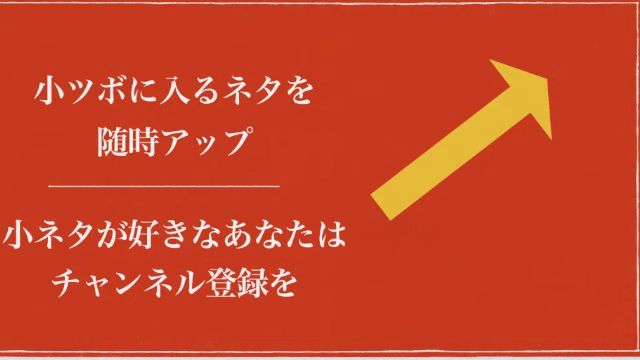 小ツボに入るネタを
随時アップ
小ネタが好きなあなたは
チャンネル登録を